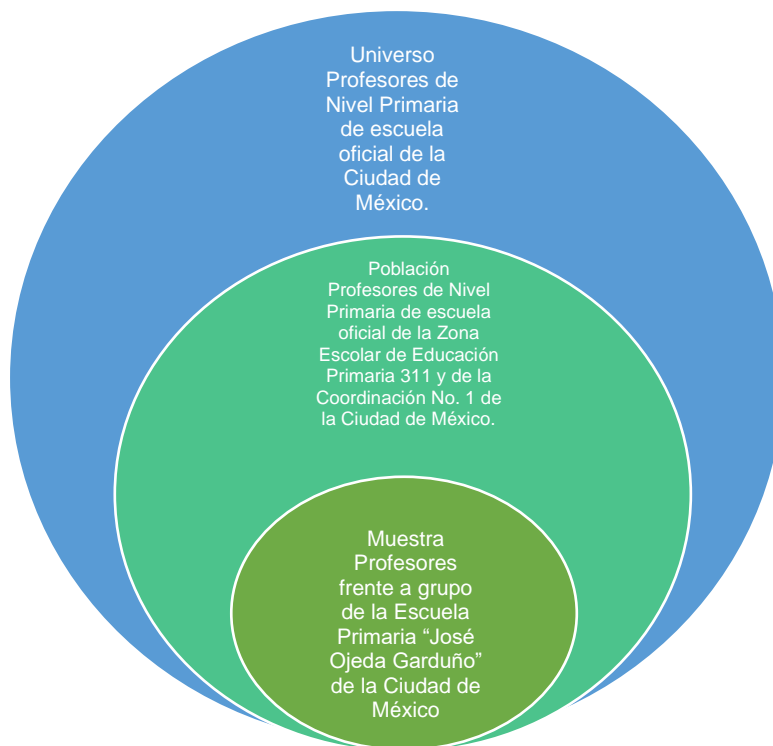 Universo
Profesores de
Nivel Primaria
de escuela
oficial de la
Ciudad de
México.
Población
Profesores de Nivel
Primaria de escuela
oficial de la Zona
Escolar de Educación
Primaria 311 y de la
Coordinación No. 1 de
la Ciudad de México.
Muestra
Profesores
frente a grupo
de la Escuela
Primaria “José
Ojeda Garduño”
de la Ciudad de
México